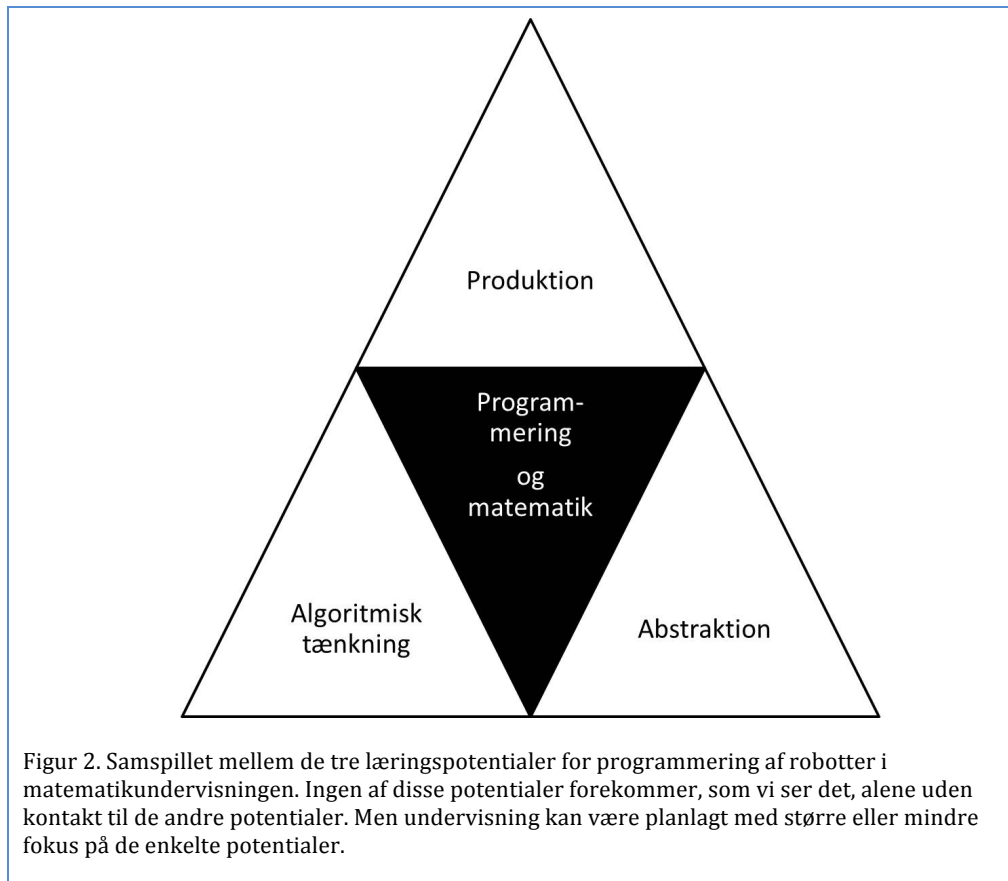 Produktion
Program-
mering
og
matematik
Algoritmisk
tænkning
Abstraktion
Figur 2. Samspillet mellem de tre læringspotentialer for programmering af robotter i
matematikundervisningen. Ingen af disse potentialer forekommer, som vi ser det, alene uden
kontakt til de andre potentialer. Men undervisning kan være planlagt med større eller mindre
fokus på de enkelte potentialer.